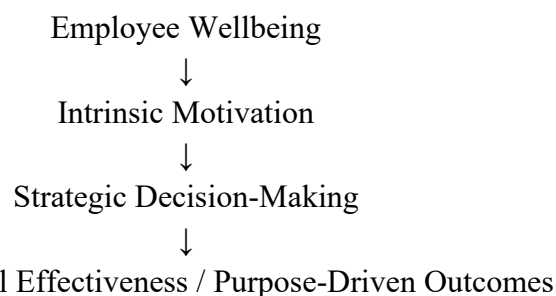 Employee Wellbeing
↓
Intrinsic Motivation
↓
Strategic Decision-Making
↓
l Effectiveness / Purpose-Driven Outcomes